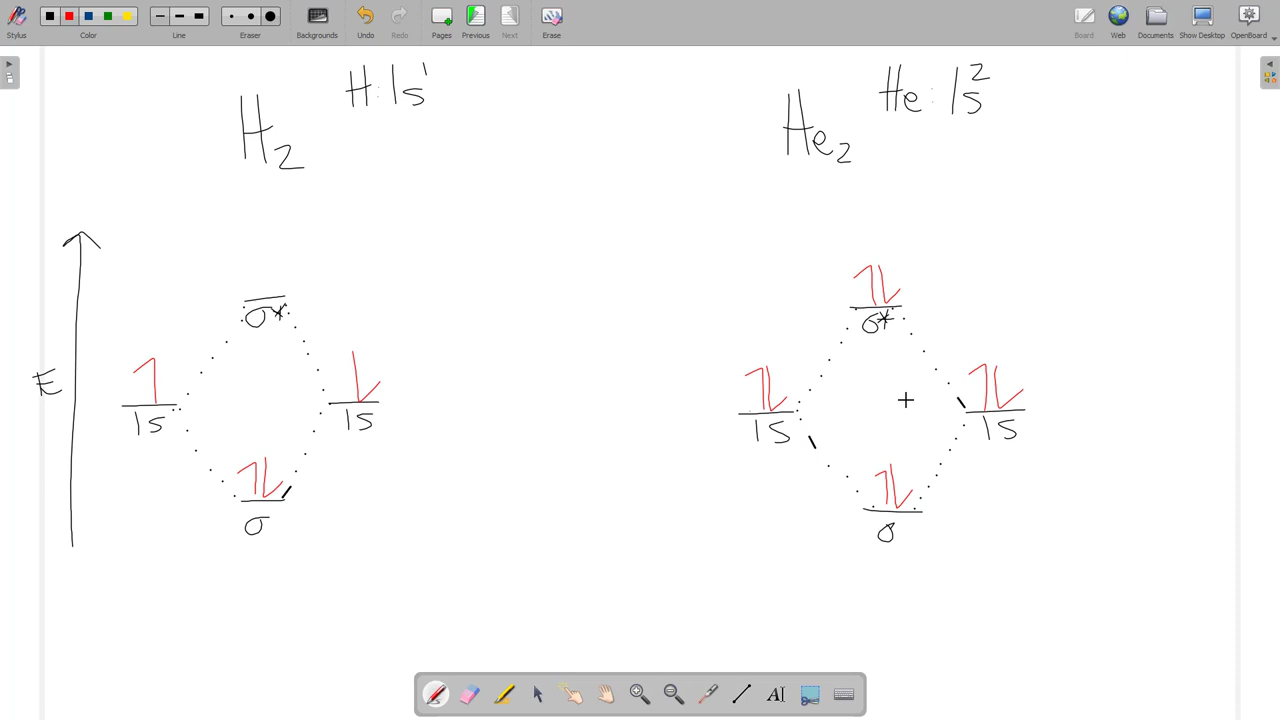 Stylus Color Line Eraser Backgrounds Undo Redo Pages Previous Next Erase Board Web Documents Show Desktop OpenBoard
H : 1s¹
H₂
He : 1s²
He₂
E
σ*
1s
1s
σ
σ*
1s
1s
σ